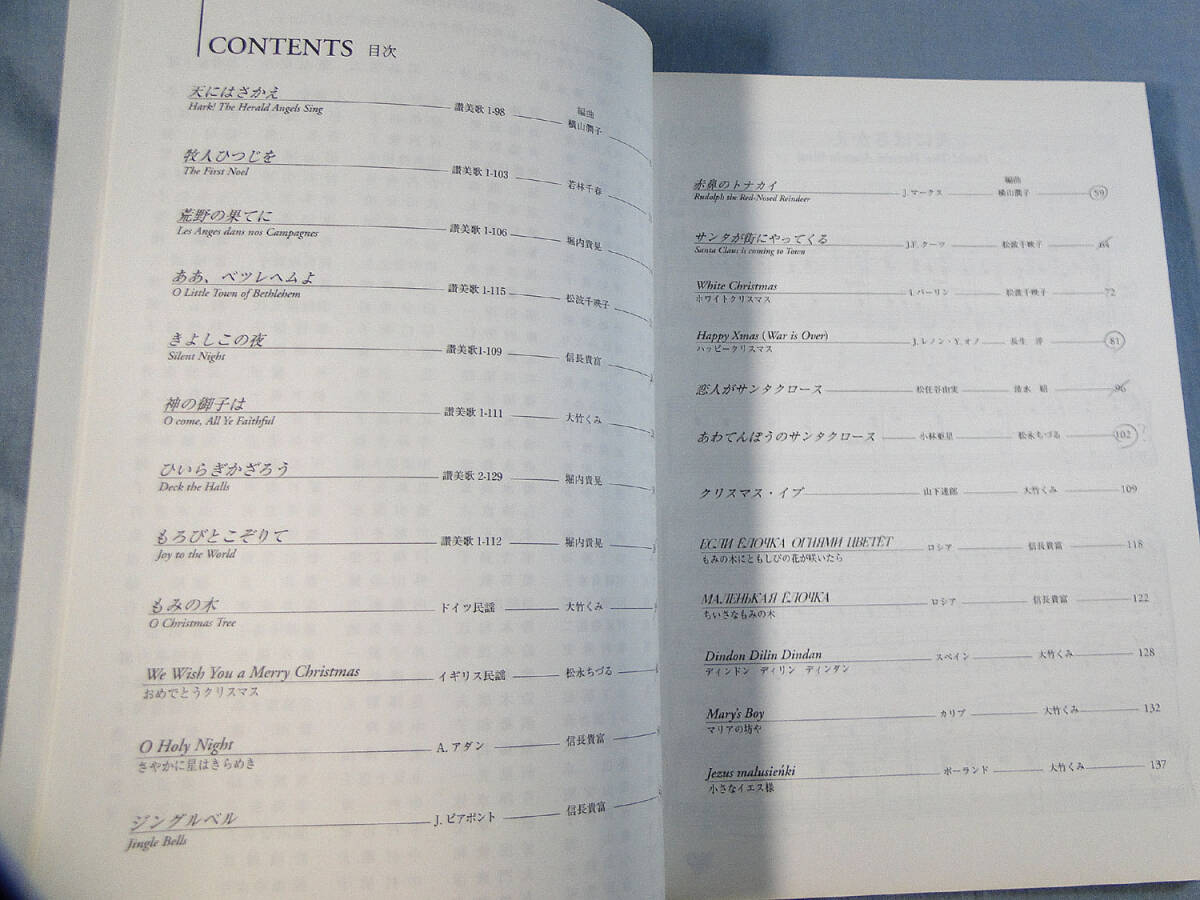 CONTENTS 目次
天にはさかえ
Hark! The Herald Angels Sing
讃美歌 1-98
編曲
横山潤子
牧人ひつじを
The First Noel
讃美歌 1-103
若林千春
荒野の果てに
Les Anges dans nos Campagnes
讃美歌 1-106
堀内貴晃
ああ、ベツレヘムよ
O Little Town of Bethlehem
讃美歌 1-115
松波千映子
きよしこの夜
Silent Night
讃美歌1-109
信長貴富
神の御子は
O come, All Ye Faithful
讃美歌 1-111
大竹くみ
ひいらぎかざろう
Deck the Halls
讃美歌 2-129
堀内貴晃
もろびとこぞりて
Joy to the World
讃美歌 1-112
堀内貴晃
もみの木
O Christmas Tree
ドイツ民謡
大竹くみ
We Wish You a Merry Christmas
おめでとうクリスマス
イギリス民謡
松永ちづる
O Holy Night
さやかに星はきらめき
A. アダン
信長貴富
ジングルベル
Jingle Bells
J. ピアポント
信長貴富
赤鼻のトナカイ
Rudolph the Red-Nosed Reindeer
J. マークス
編曲
横山潤子
59
サンタが街にやってくる
Santa Claus is coming to Town
J.F. クーツ
松波千映子
64
White Christmas
ホワイトクリスマス
I. バーリン
松波千映子
72
Happy Xmas (War is Over)
ハッピークリスマス
J. レノン・Y. オノ
長生 淳
81
恋人がサンタクロース
松任谷由実
清水 昭
96
あわてんぼうのサンタクロース
小林亜星
松永ちづる
102
クリスマス・イブ
山下達郎
大竹くみ
109
ЕСЛИ ЁЛОЧКА ОГНЯМИ ЦВЕТЁТ
もみの木にともしびの花が咲いたら
ロシア
信長貴富
118
МАЛЕНЬКАЯ ЁЛОЧКА
ちいさなもみの木
ロシア
信長貴富
122
Dindon Dilin Dindan
ディンドン ディリン ディンダン
スペイン
大竹くみ
128
Mary's Boy
マリアの坊や
カリブ
大竹くみ
132
Jezus malusieńki
小さなイエス様
ポーランド
大竹くみ
137